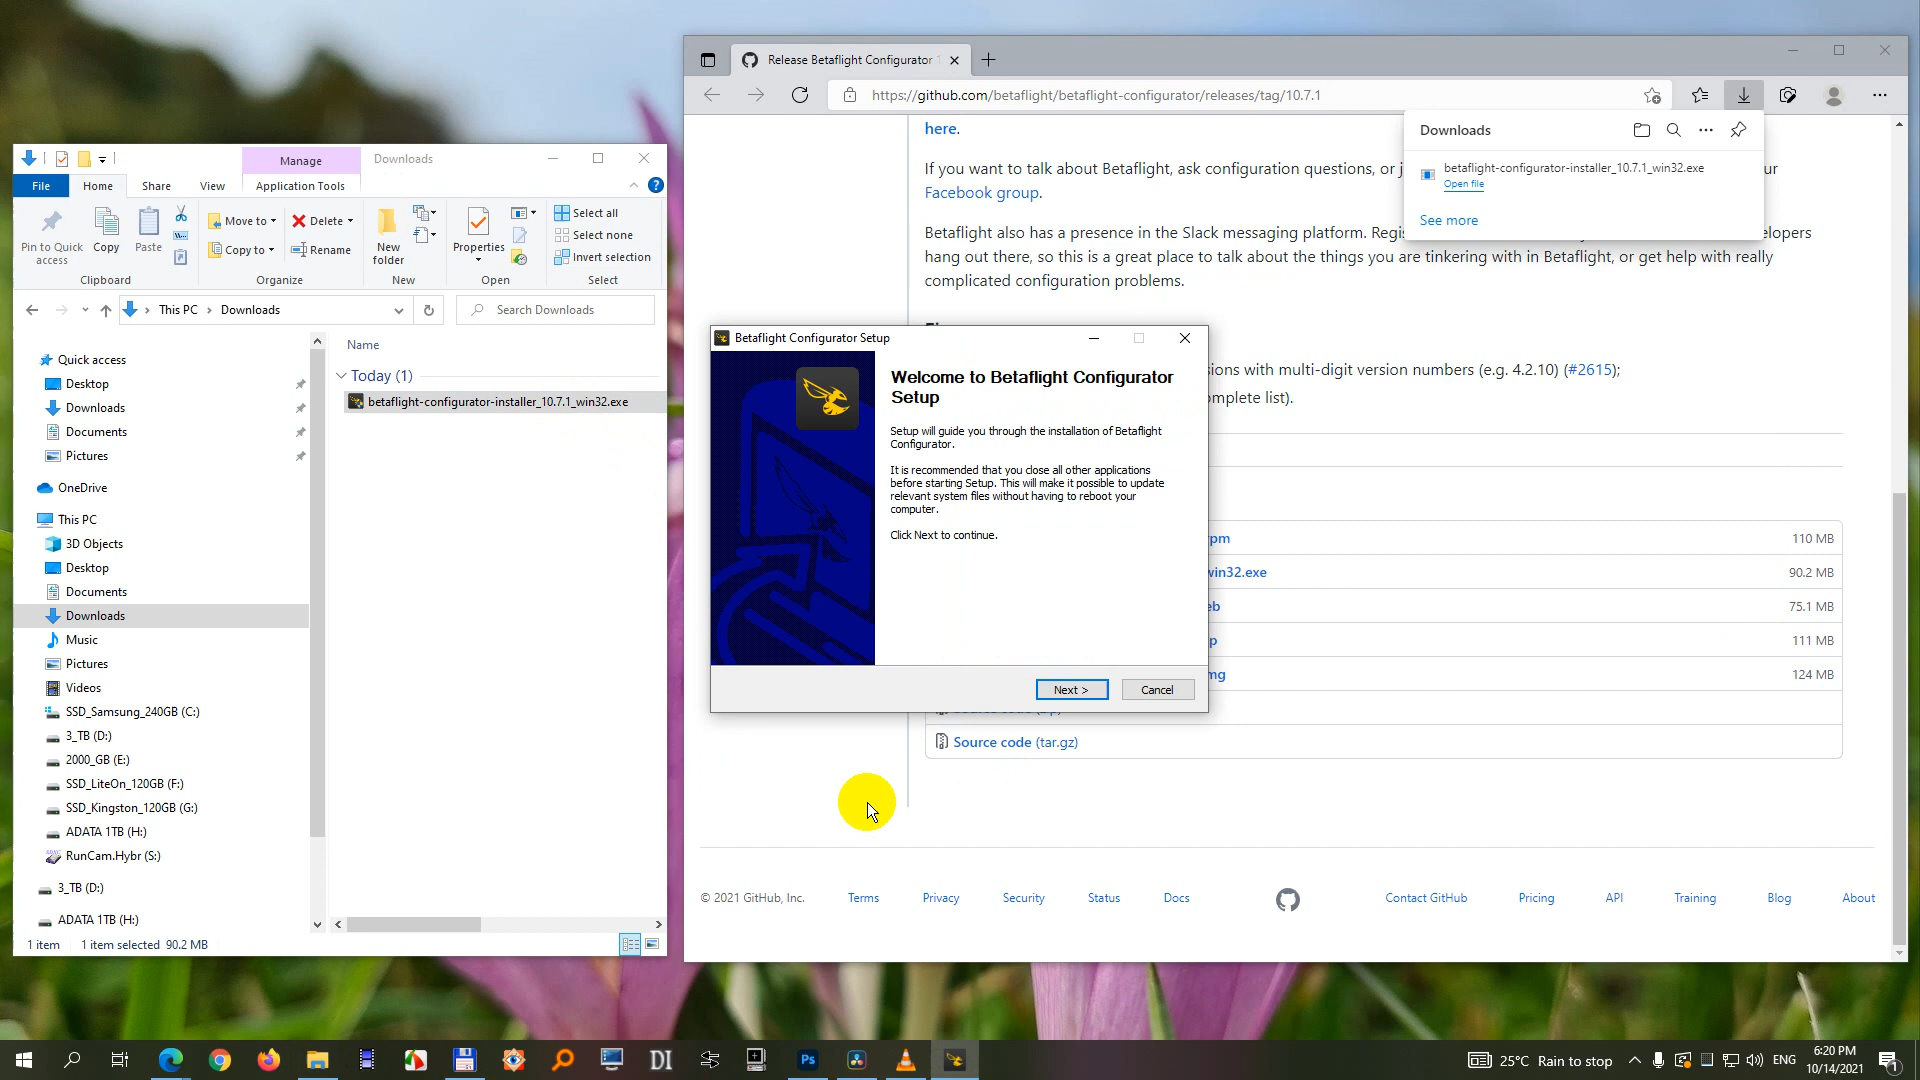 Manage
Downloads
File
Home
Share
View
Application Tools
Pin to Quick
access
Copy
Paste
Move to
Copy to
Delete
Rename
New
folder
Properties
Select all
Select none
Invert selection
Clipboard
Organize
New
Open
Select
This PC
Downloads
Search Downloads
Quick access
Desktop
Downloads
Documents
Pictures
OneDrive
This PC
3D Objects
Desktop
Documents
Downloads
Music
Pictures
Videos
SSD_Samsung_240GB (C:)
3_TB (D:)
2000_GB (E:)
SSD_LiteOn_120GB (F:)
SSD_Kingston_120GB (G:)
ADATA 1TB (H:)
RunCam.Hybr (S:)
3_TB (D:)
ADATA 1TB (H:)
Name
Today (1)
betaflight-configurator-installer_10.7.1_win32.exe
1 item
1 item selected 90.2 MB
Release Betaflight Configurator
https://github.com/betaflight/betaflight-configurator/releases/tag/10.7.1
Downloads
betaflight-configurator-installer_10.7.1_win32.exe
Open file
See more
here.
If you want to talk about Betaflight, ask configuration questions, or j
ur
Facebook group.
Betaflight also has a presence in the Slack messaging platform. Regis
elopers
hang out there, so this is a great place to talk about the things you are tinkering with in Betaflight, or get help with really
complicated configuration problems.
sions with multi-digit version numbers (e.g. 4.2.10) (#2615);
mplete list).
rpm
110 MB
win32.exe
90.2 MB
eb
75.1 MB
p
111 MB
mg
124 MB
Source code (tar.gz)
Betaflight Configurator Setup
Welcome to Betaflight Configurator
Setup
Setup will guide you through the installation of Betaflight
Configurator.
It is recommended that you close all other applications
before starting Setup. This will make it possible to update
relevant system files without having to reboot your
computer.
Click Next to continue.
Next >
Cancel
© 2021 GitHub, Inc.
Terms
Privacy
Security
Status
Docs
Contact GitHub
Pricing
API
Training
Blog
About
Ps
DI
25°C Rain to stop
ENG
6:20 PM
10/14/2021
1